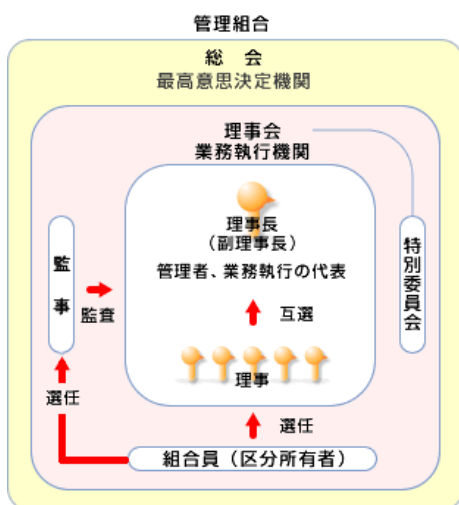 管理組合
総　会
最高意思決定機関
理事会
業務執行機関
理事長
（副理事長）
管理者、業務執行の代表
監事
監査
特別委員会
互選
理事
選任
選任
組合員（区分所有者）